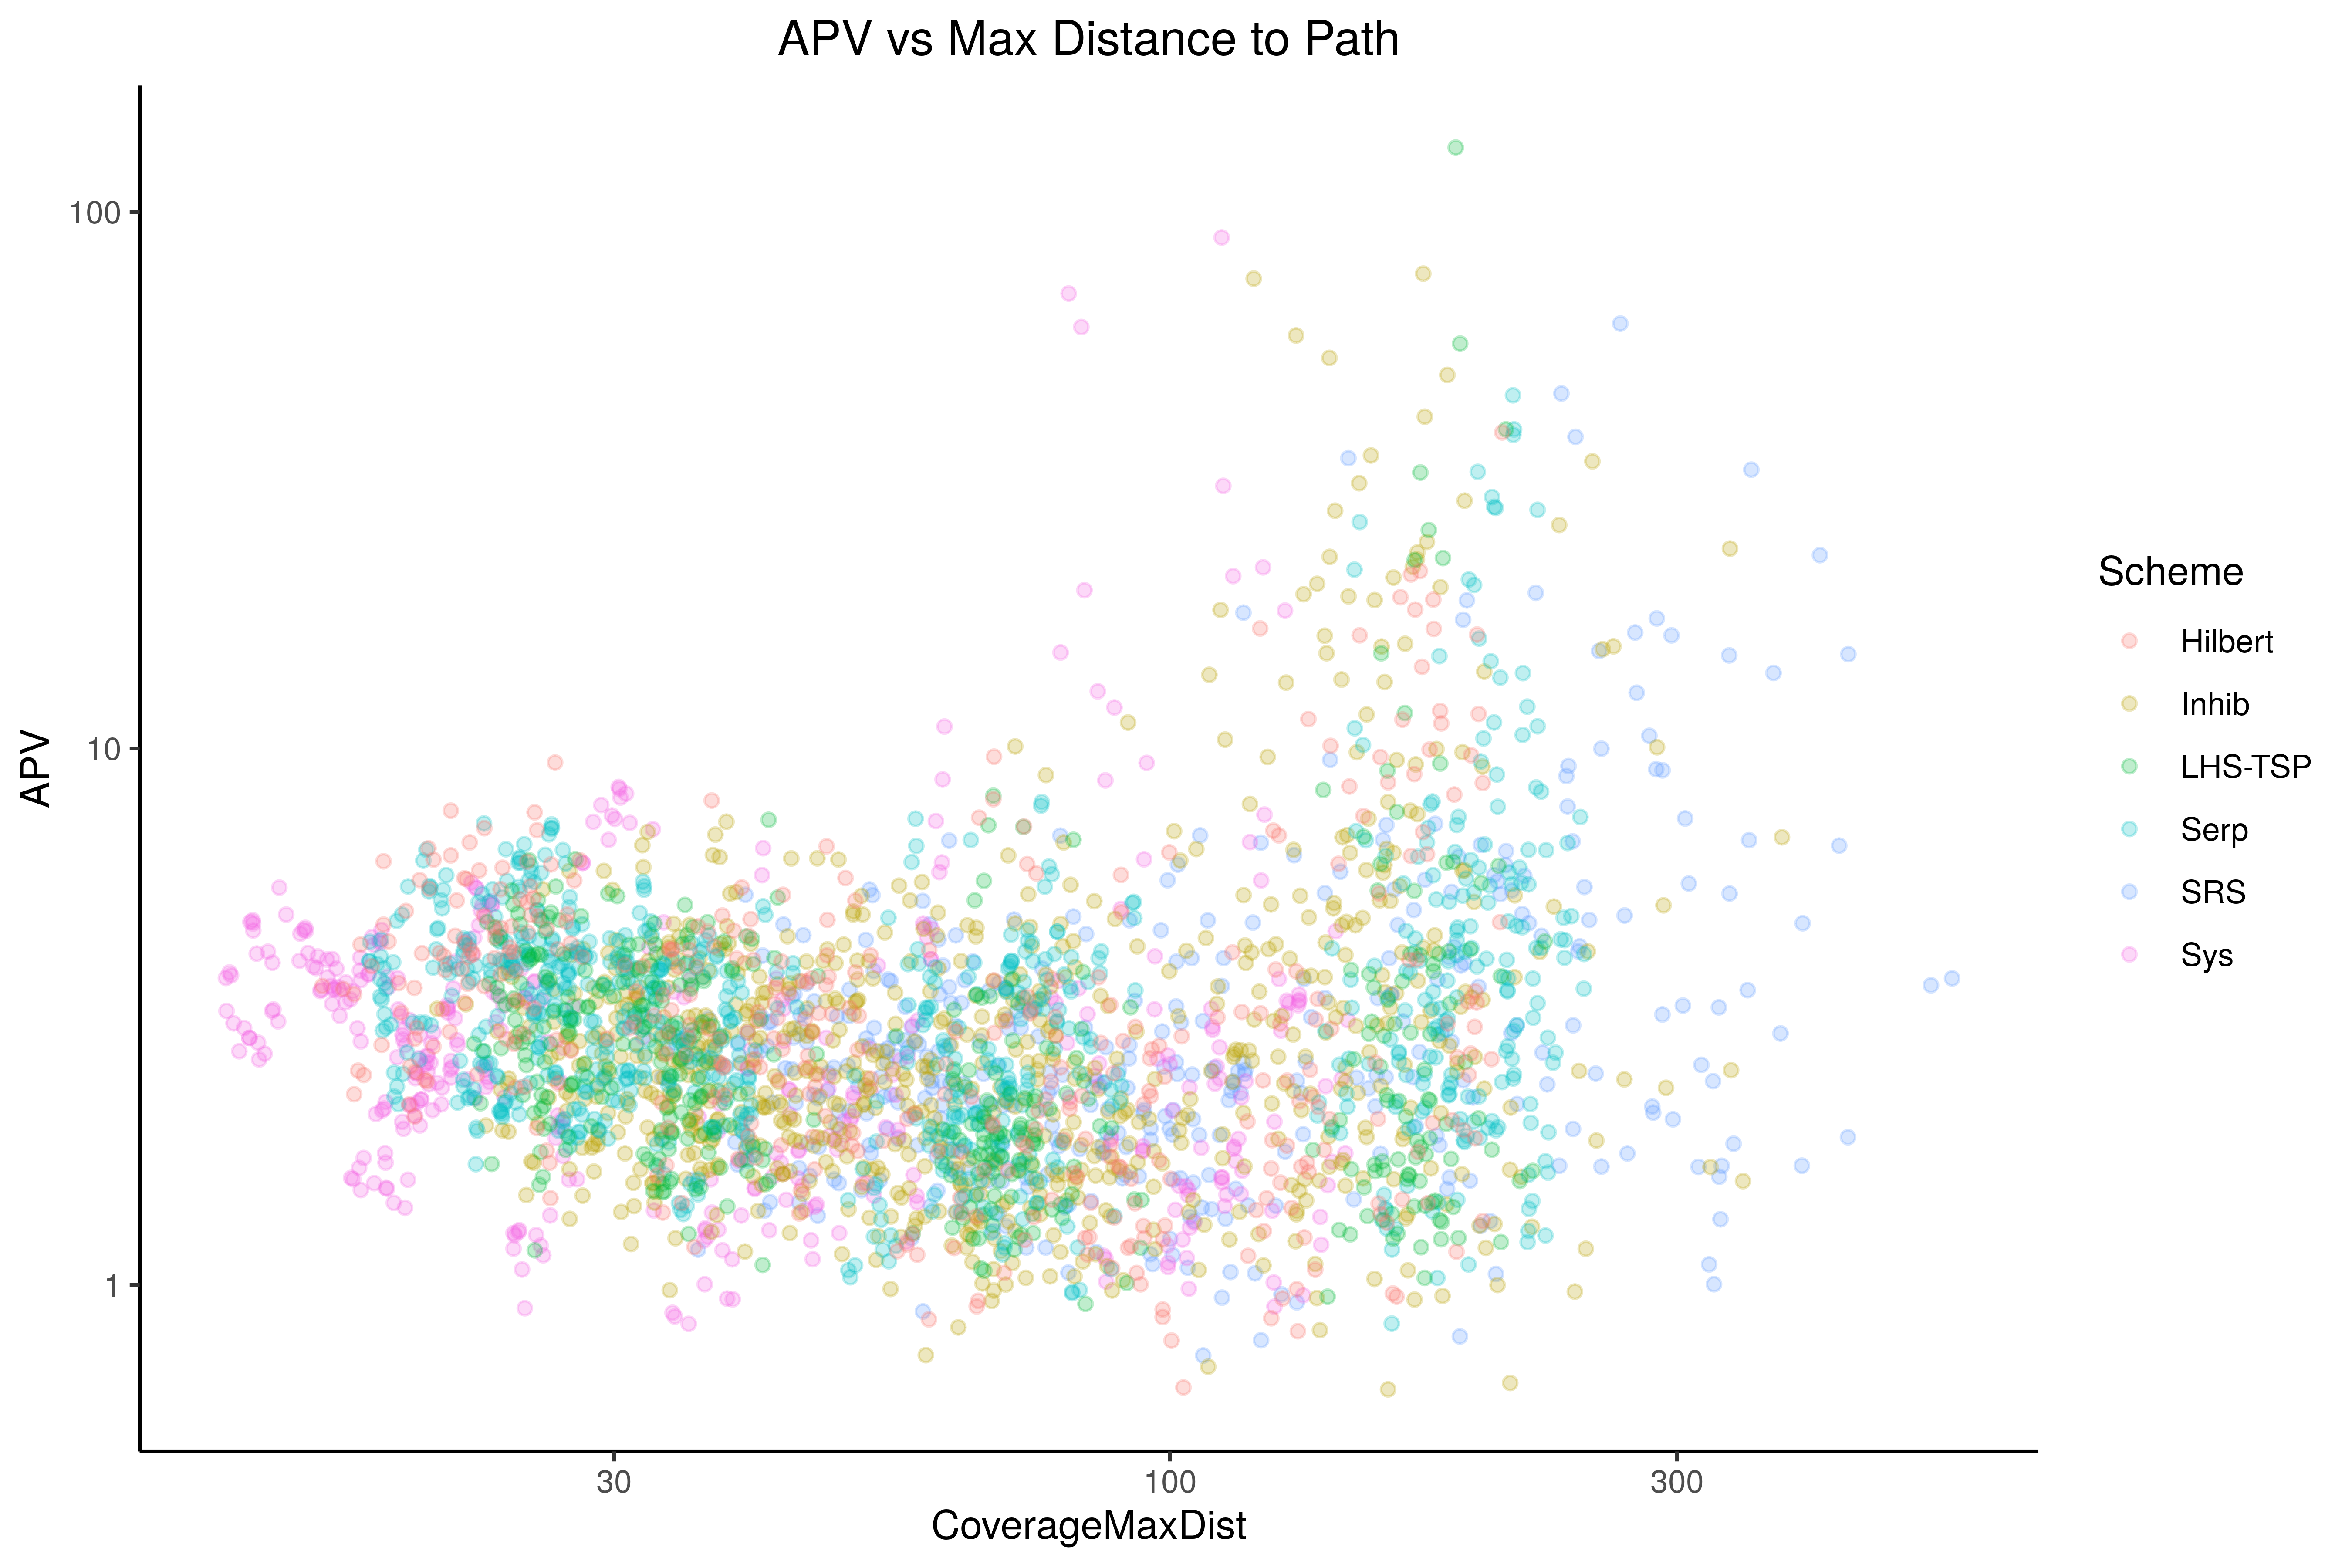 APV vs Max Distance to Path
APV
100
10
1
30
100
300
CoverageMaxDist
Scheme
Hilbert
Inhib
LHS-TSP
Serp
SRS
Sys